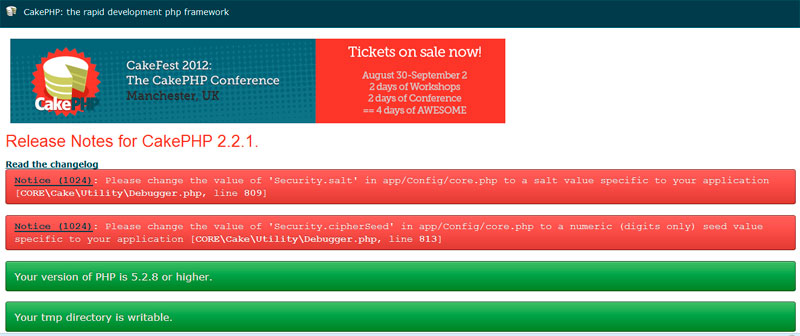 CakePHP: the rapid development php framework
CakeFest 2012:
The CakePHP Conference
Manchester, UK
CakePHP
Tickets on sale now!
August 30-September 2
2 days of Workshops
2 days of Conference
== 4 days of AWESOME
Release Notes for CakePHP 2.2.1.
Read the changelog
Notice (1024): Please change the value of 'Security.salt' in app/Config/core.php to a salt value specific to your application
[CORE\Cake\Utility\Debugger.php, line 809]
Notice (1024): Please change the value of 'Security.cipherSeed' in app/Config/core.php to a numeric (digits only) seed value
specific to your application [CORE\Cake\Utility\Debugger.php, line 813]
Your version of PHP is 5.2.8 or higher.
Your tmp directory is writable.